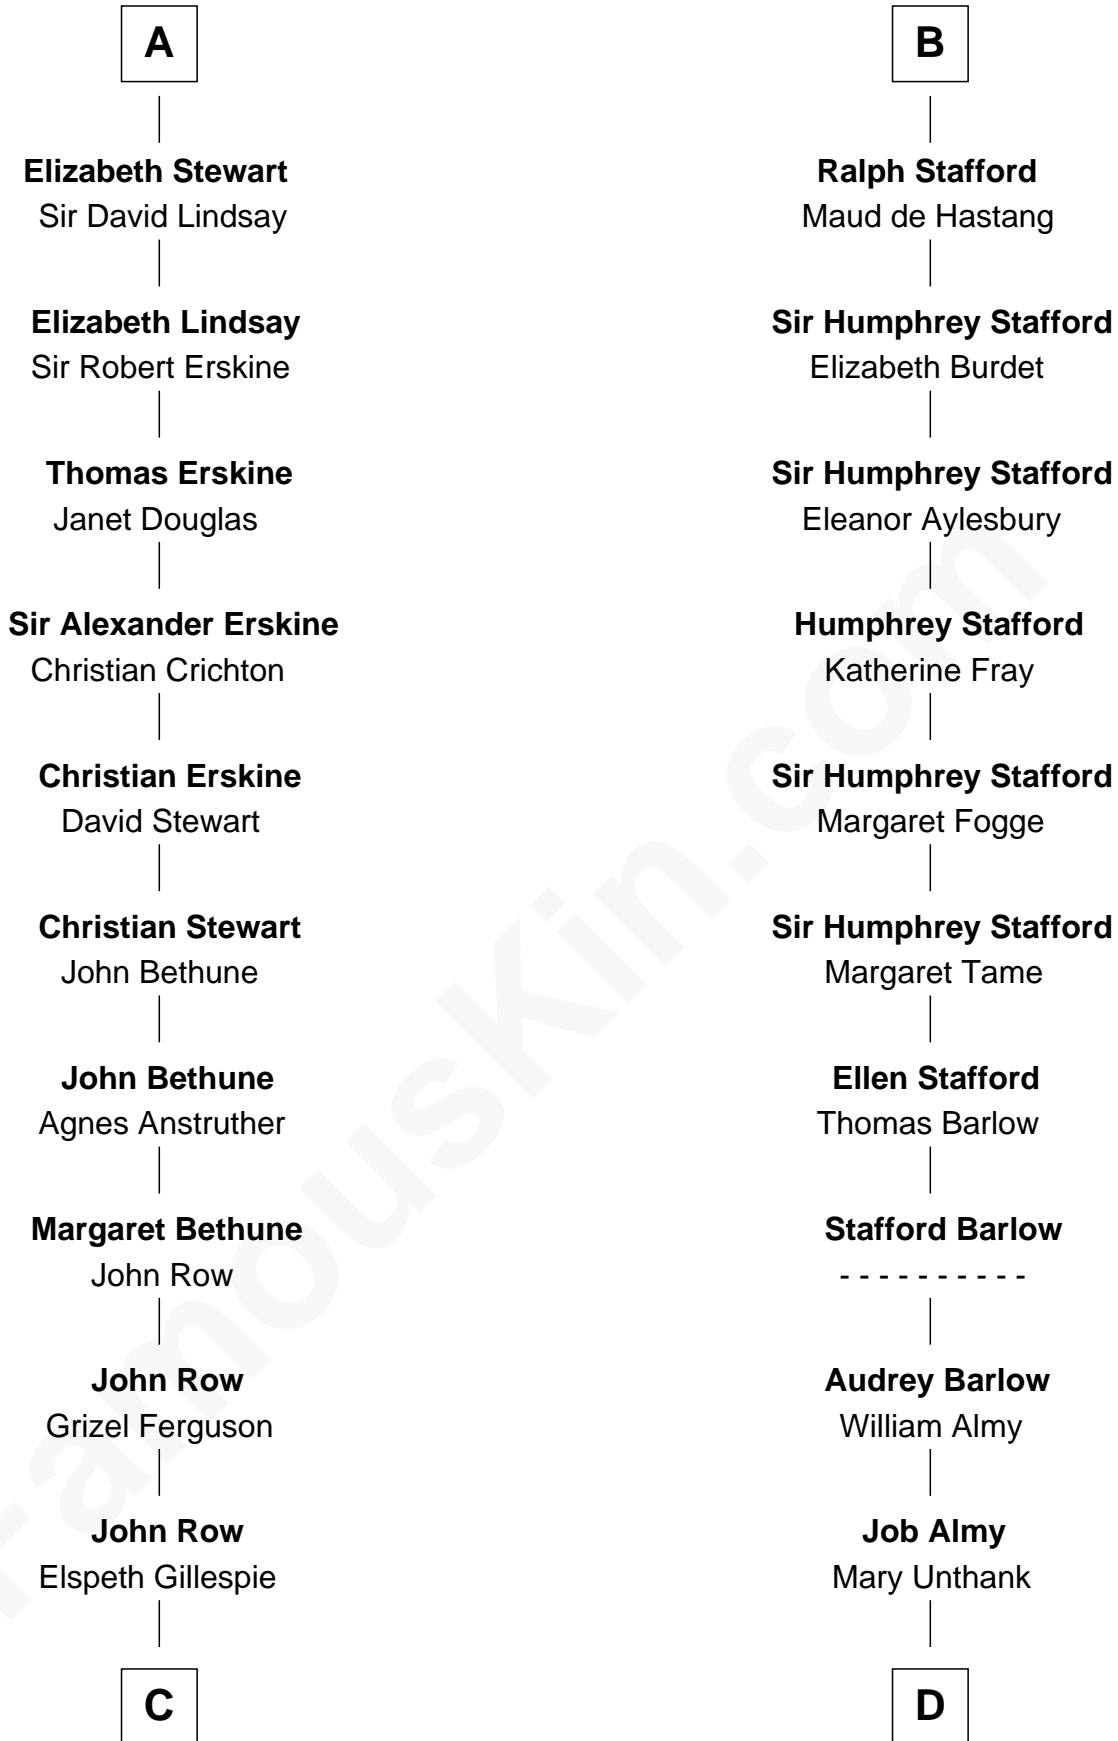 A
Elizabeth Stewart
Sir David Lindsay
Elizabeth Lindsay
Sir Robert Erskine
Thomas Erskine
Janet Douglas
Sir Alexander Erskine
Christian Crichton
Christian Erskine
David Stewart
Christian Stewart
John Bethune
John Bethune
Agnes Anstruther
Margaret Bethune
John Row
John Row
Grizel Ferguson
John Row
Elspeth Gillespie
C
B
Ralph Stafford
Maud de Hastang
Sir Humphrey Stafford
Elizabeth Burdet
Sir Humphrey Stafford
Eleanor Aylesbury
Humphrey Stafford
Katherine Fray
Sir Humphrey Stafford
Margaret Fogge
Sir Humphrey Stafford
Margaret Tame
Ellen Stafford
Thomas Barlow
Stafford Barlow
- - - - - - - - - -
Audrey Barlow
William Almy
Job Almy
Mary Unthank
D
FamousKin.com